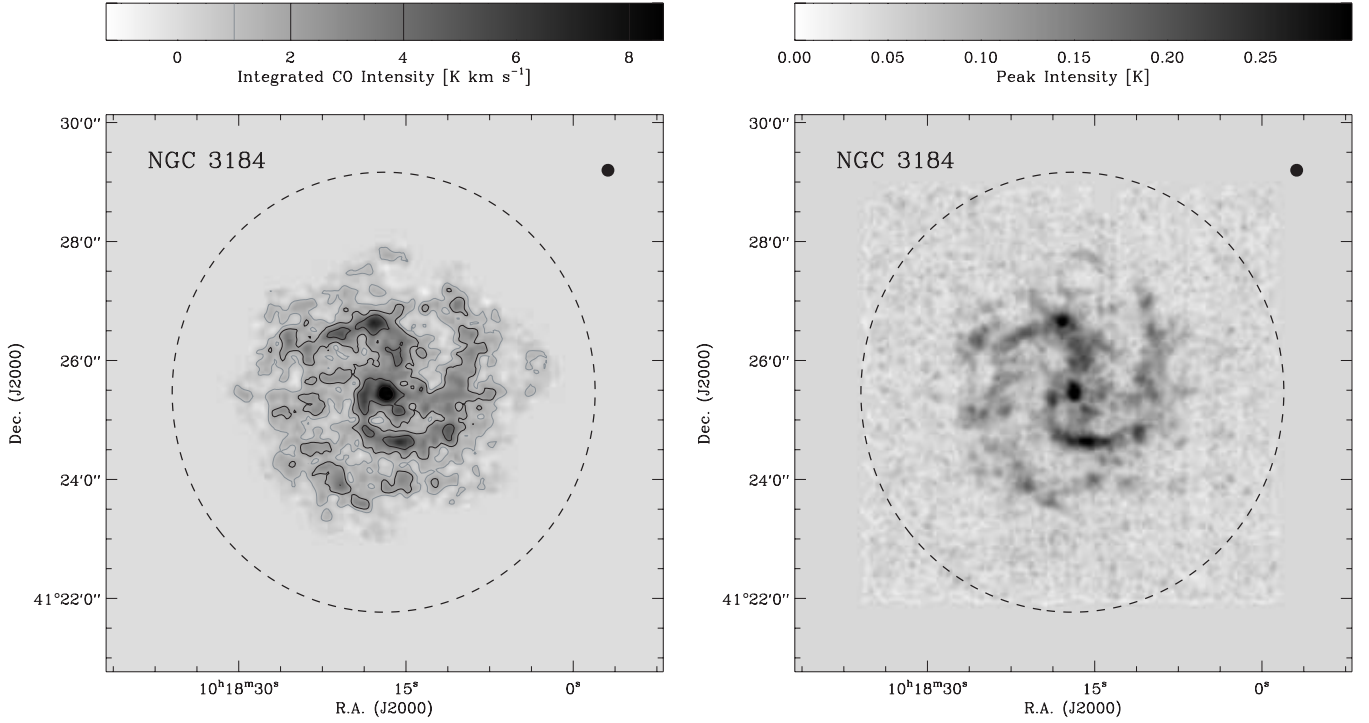 0 2 4 6 8
Integrated CO Intensity [K km s⁻¹]
0.00 0.05 0.10 0.15 0.20 0.25
Peak Intensity [K]
NGC 3184
30′0″
28′0″
26′0″
24′0″
41°22′0″
Dec. (J2000)
10ʰ18ᵐ30ˢ 15ˢ 0ˢ
R.A. (J2000)
NGC 3184
30′0″
28′0″
26′0″
24′0″
41°22′0″
Dec. (J2000)
10ʰ18ᵐ30ˢ 15ˢ 0ˢ
R.A. (J2000)